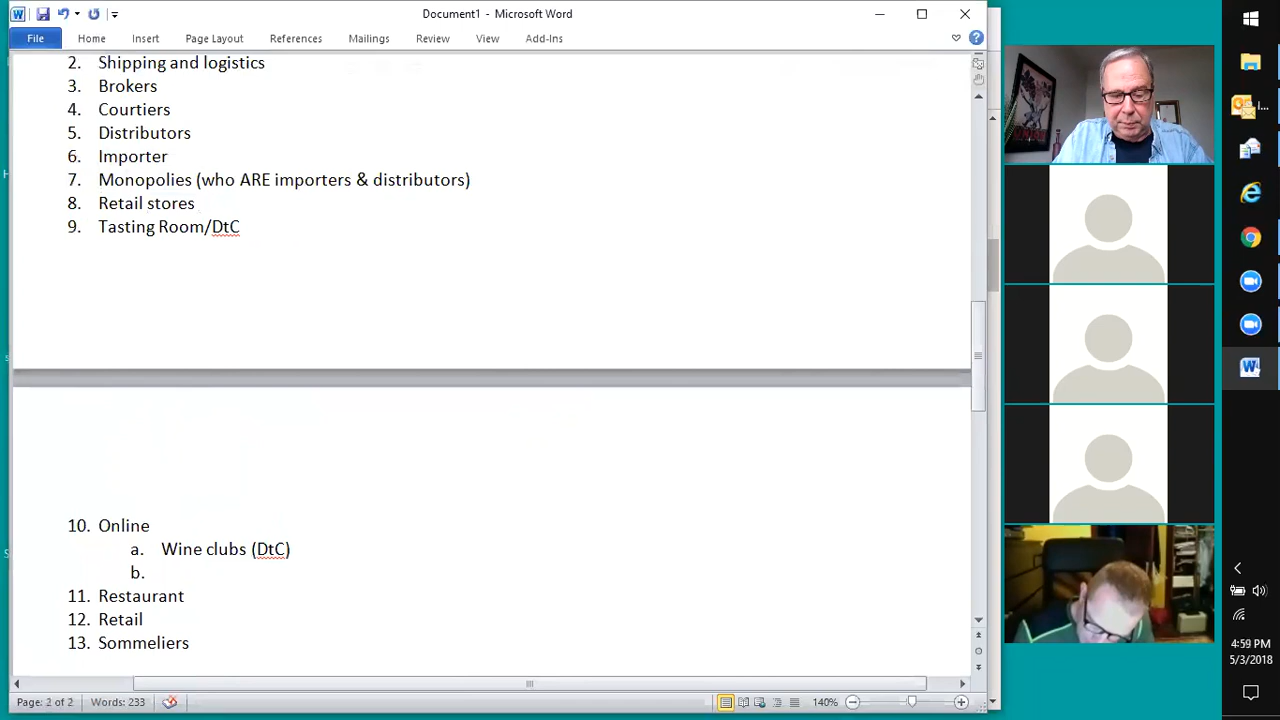 Document1 - Microsoft Word
File Home Insert Page Layout References Mailings Review View Add-Ins
2. Shipping and logistics
3. Brokers
4. Courtiers
5. Distributors
6. Importer
7. Monopolies (who ARE importers & distributors)
8. Retail stores
9. Tasting Room/DtC
10. Online
a. Wine clubs (DtC)
b.
11. Restaurant
12. Retail
13. Sommeliers
Page: 2 of 2 Words: 233 140%
4:59 PM
5/3/2018